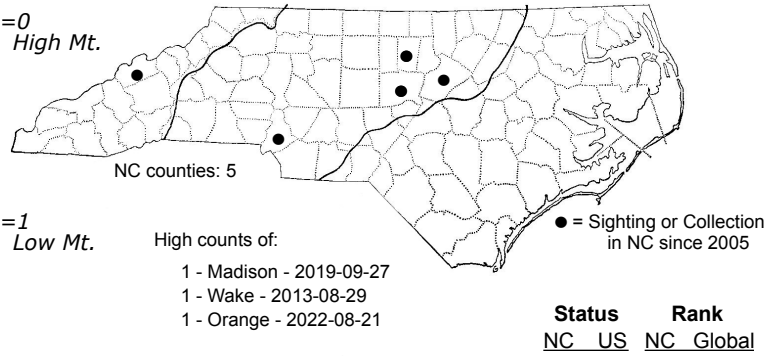 =0
High Mt.
NC counties: 5
=1
Low Mt.
High counts of:
1 - Madison - 2019-09-27
1 - Wake - 2013-08-29
1 - Orange - 2022-08-21
● = Sighting or Collection
in NC since 2005
Status Rank
NC US NC Global